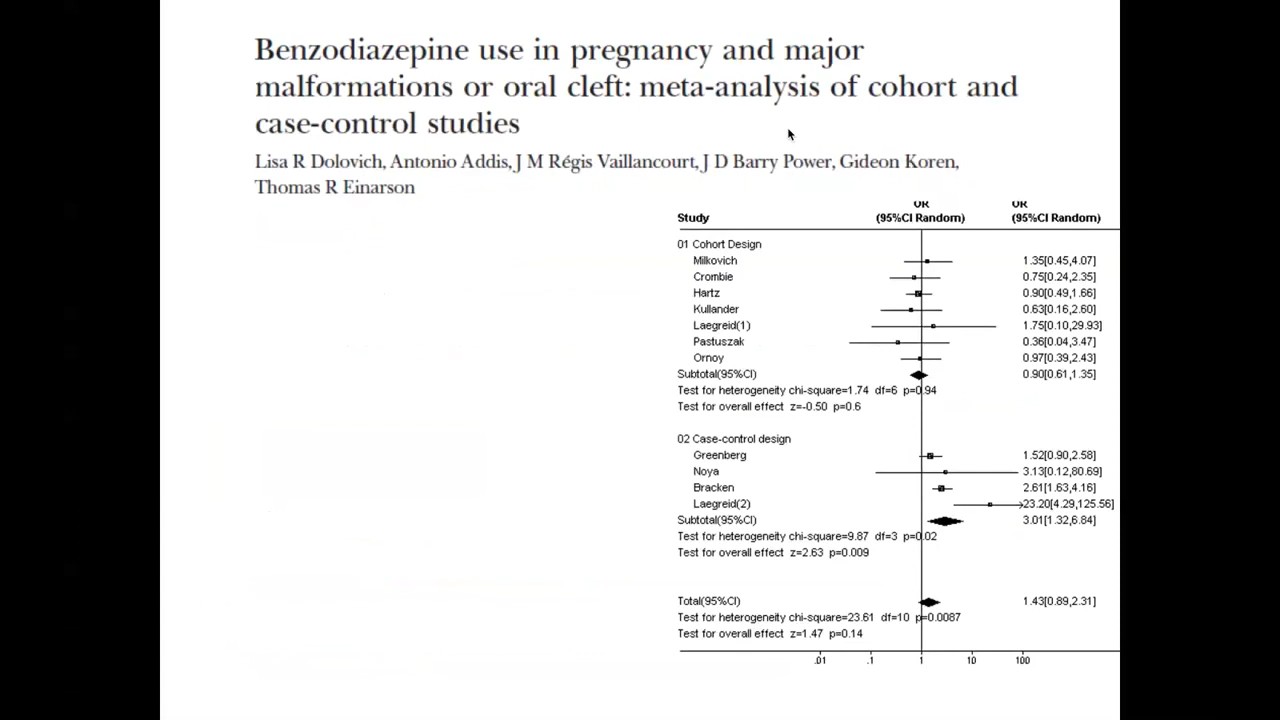 Benzodiazepine use in pregnancy and major
malformations or oral cleft: meta-analysis of cohort and
case-control studies
Lisa R Dolovich, Antonio Addis, J M Régis Vaillancourt, J D Barry Power, Gideon Koren,
Thomas R Einarson
OR OR
Study (95%CI Random) (95%CI Random)
01 Cohort Design
Milkovich 1.35[0.45,4.07]
Crombie 0.75[0.24,2.35]
Hartz 0.90[0.49,1.66]
Kullander 0.63[0.16,2.60]
Laegreid(1) 1.75[0.10,29.93]
Pastuszak 0.36[0.04,3.47]
Ornoy 0.97[0.39,2.43]
Subtotal(95%CI) 0.90[0.61,1.35]
Test for heterogeneity chi-square=1.74 df=6 p=0.94
Test for overall effect z=-0.50 p=0.6
02 Case-control design
Greenberg 1.52[0.90,2.58]
Noya 3.13[0.12,80.69]
Bracken 2.61[1.63,4.16]
Laegreid(2) 23.20[4.29,125.56]
Subtotal(95%CI) 3.01[1.32,6.84]
Test for heterogeneity chi-square=9.87 df=3 p=0.02
Test for overall effect z=2.63 p=0.009
Total(95%CI) 1.43[0.89,2.31]
Test for heterogeneity chi-square=23.61 df=10 p=0.0087
Test for overall effect z=1.47 p=0.14
.01 .1 1 10 100